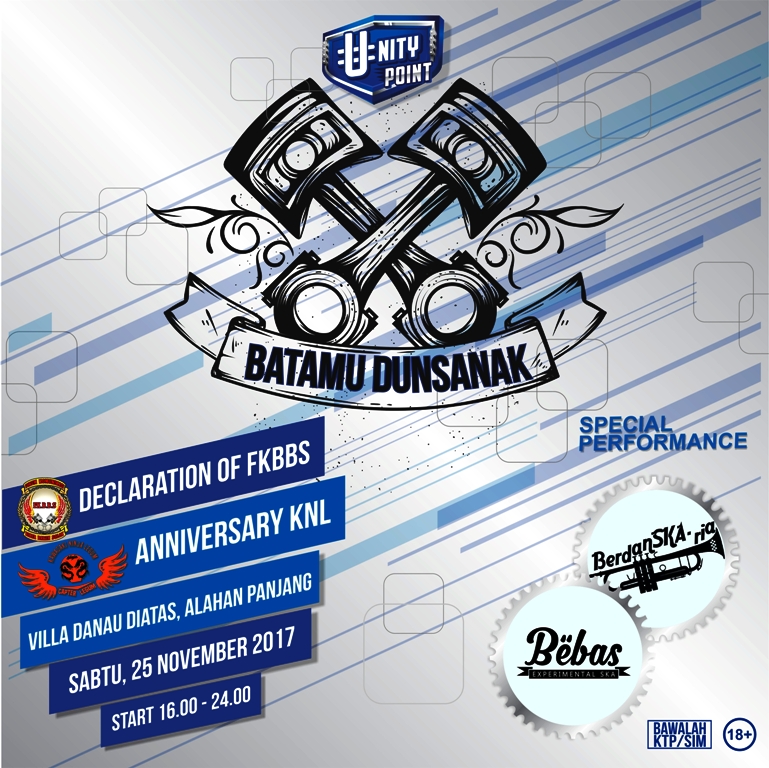 UNITY
POINT
BATAMU DUNSANAK
SPECIAL
PERFORMANCE
DECLARATION OF FKBBS
ANNIVERSARY KNL
VILLA DANAU DIATAS, ALAHAN PANJANG
SABTU, 25 NOVEMBER 2017
START 16.00 - 24.00
BerdanSKA-ria
Bëbas
EXPERIMENTAL SKA
BAWALAH
KTP/SIM
18+